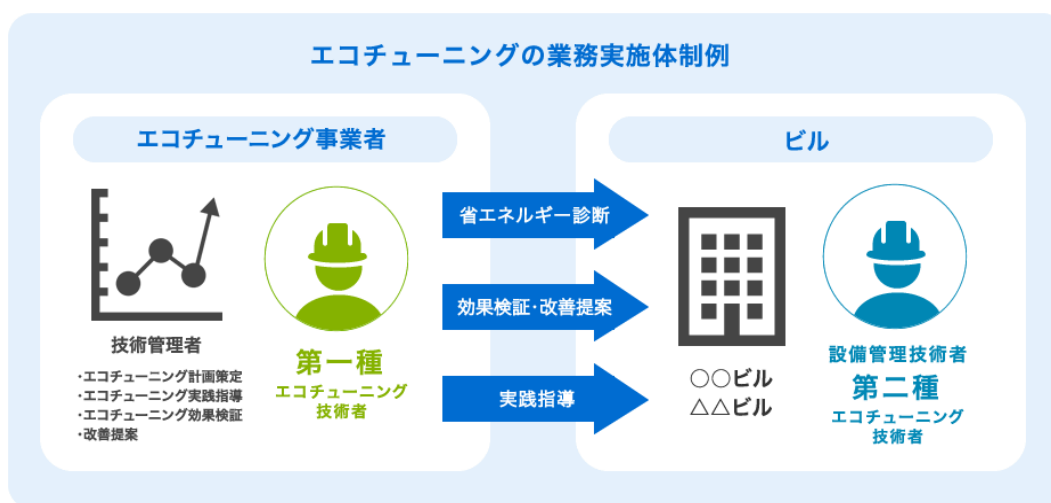 エコチューニングの業務実施体制例
エコチューニング事業者
技術管理者
・エコチューニング計画策定
・エコチューニング実践指導
・エコチューニング効果検証
・改善提案
第一種
エコチューニング
技術者
省エネルギー診断
効果検証・改善提案
実践指導
ビル
○○ビル
△△ビル
設備管理技術者
第二種
エコチューニング
技術者